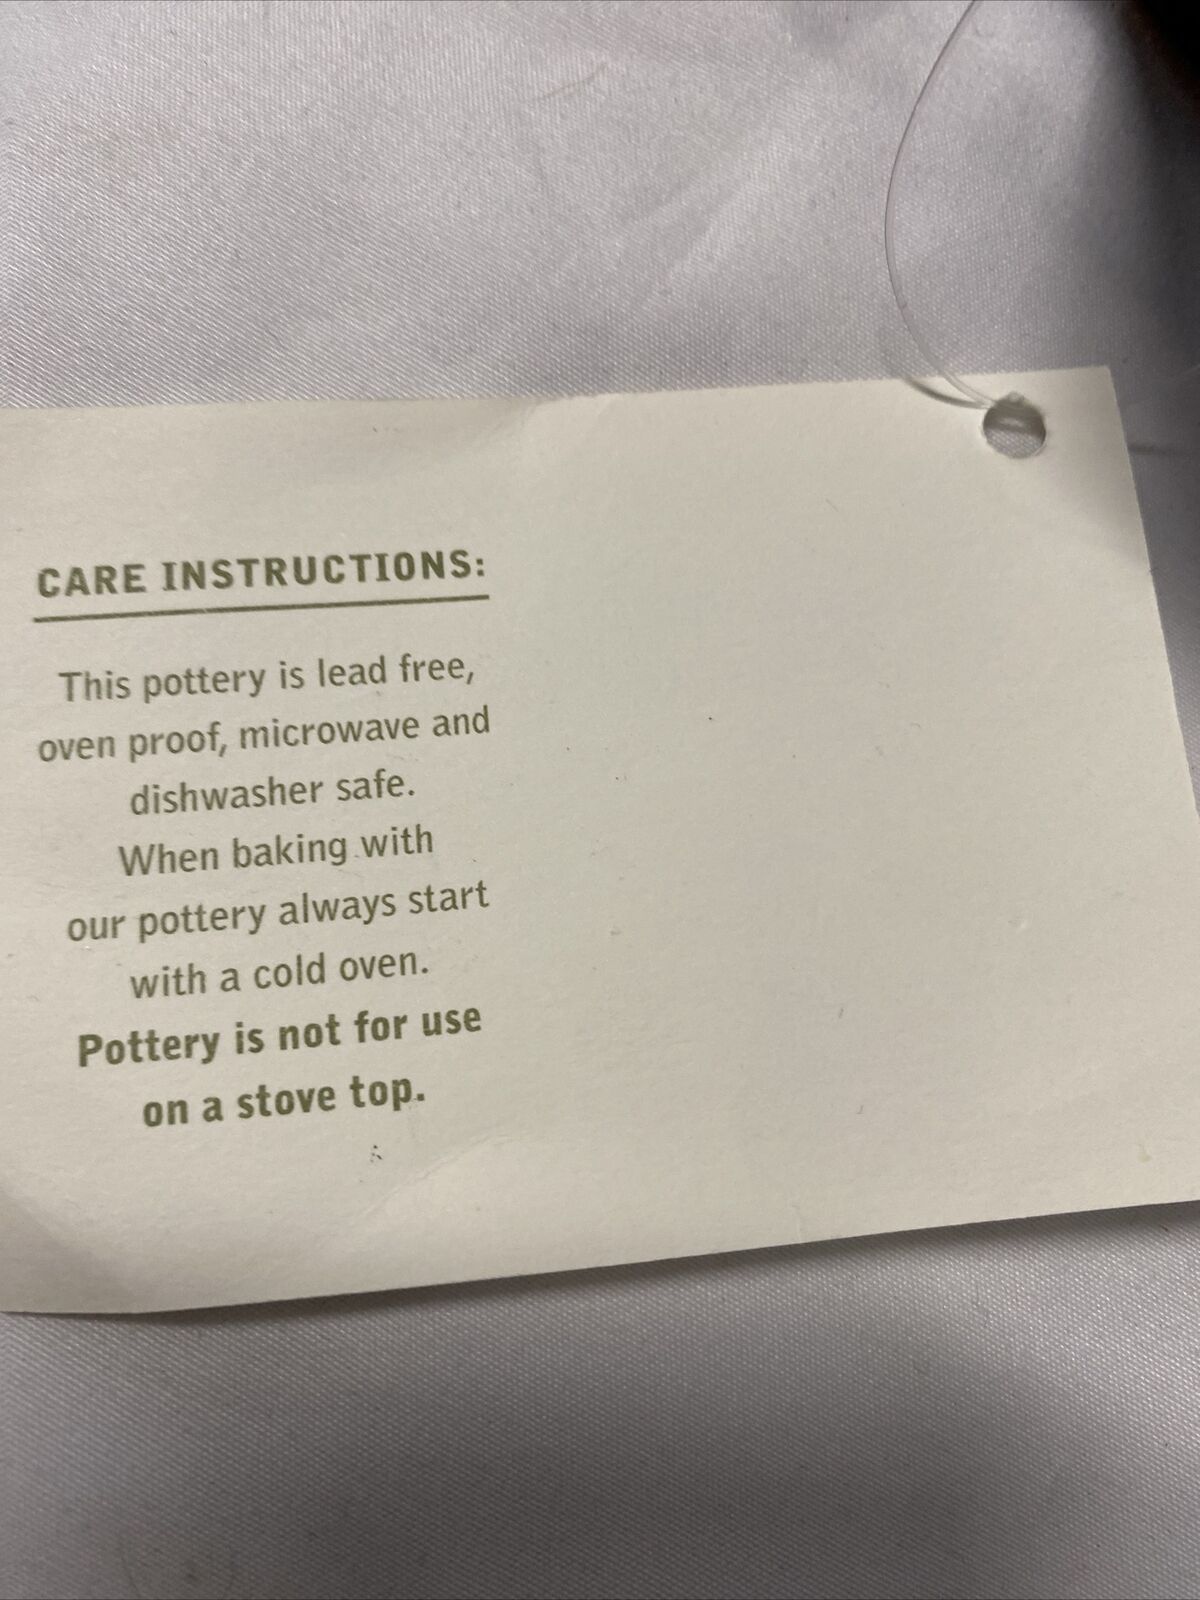 CARE INSTRUCTIONS:
This pottery is lead free,
oven proof, microwave and
dishwasher safe.
When baking with
our pottery always start
with a cold oven.
Pottery is not for use
on a stove top.